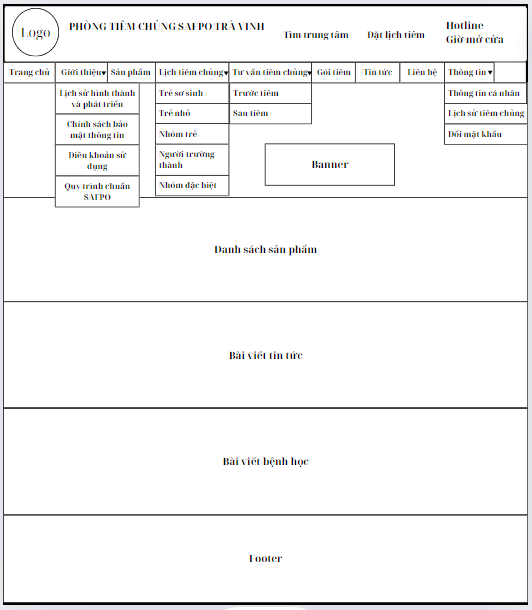 Logo
PHÒNG TIÊM CHỦNG SAFPO TRÀ VINH
Tìm trung tâm
Đặt lịch tiêm
Hotline
Giờ mở cửa
Trang chủ
Giới thiệu▾
Sản phẩm
Lịch tiêm chủng▾
Tư vấn tiêm chủng▾
Gói tiêm
Tin tức
Liên hệ
Thông tin ▾
Lịch sử hình thành
và phát triển
Chính sách bảo
mật thông tin
Điều khoản sử
dụng
Quy trình chuẩn
SAFPO
Trẻ sơ sinh
Trẻ nhỏ
Nhóm trẻ
Người trưởng
thành
Nhóm đặc biệt
Trước tiêm
Sau tiêm
Thông tin cá nhân
Lịch sử tiêm chủng
Đổi mật khẩu
Banner
Danh sách sản phẩm
Bài viết tin tức
Bài viết bệnh học
Footer